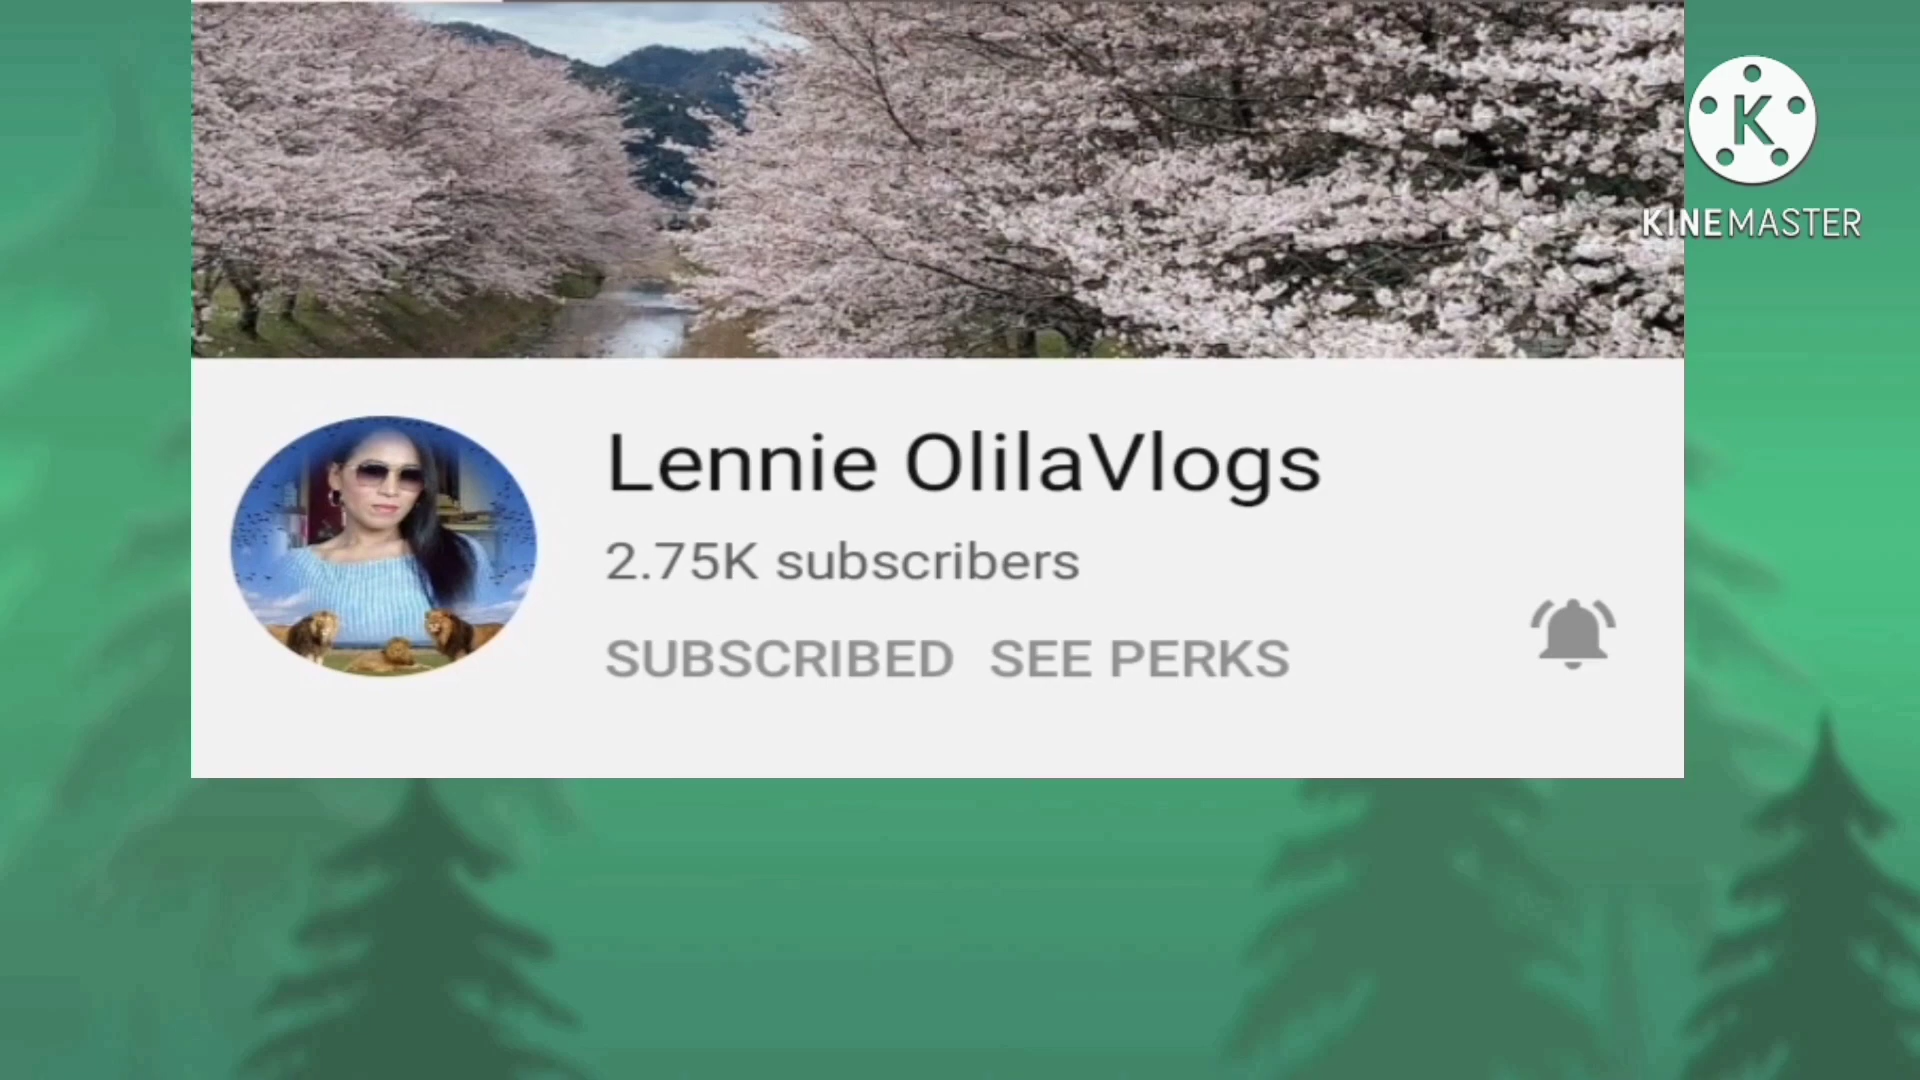 K
KINEMASTER
Lennie OlilaVlogs
2.75K subscribers
SUBSCRIBED SEE PERKS